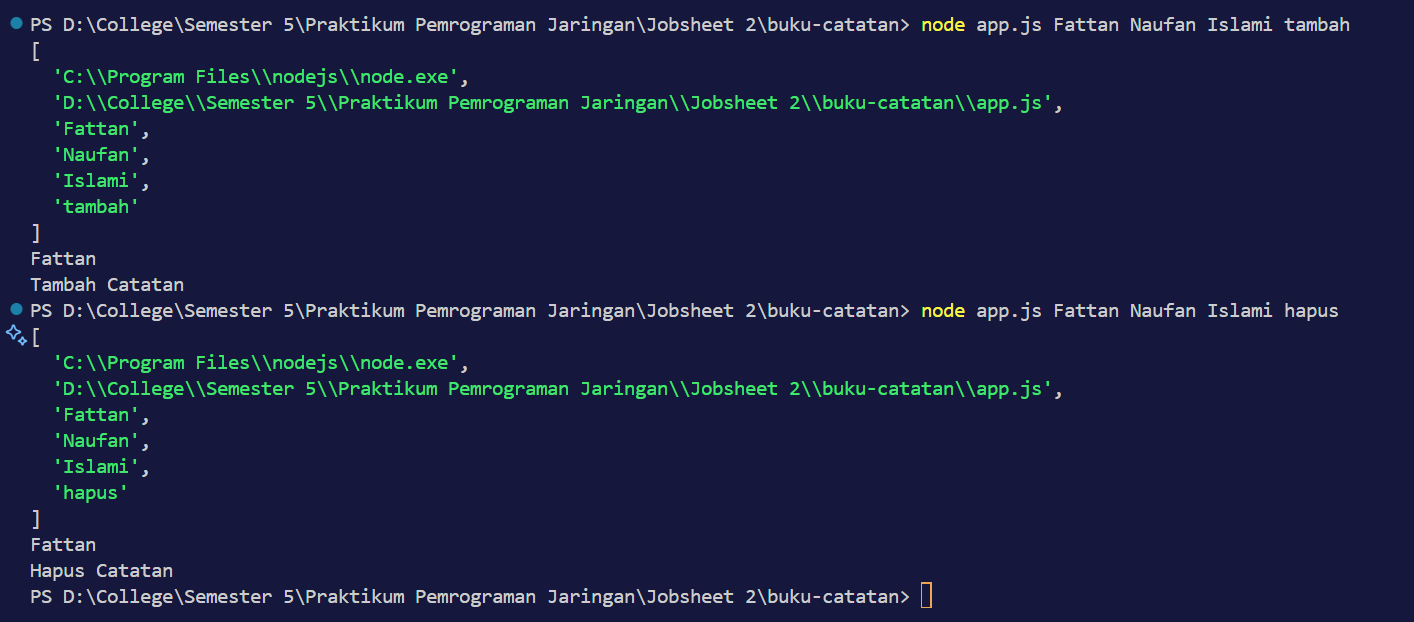 PS D:\College\Semester 5\Praktikum Pemrograman Jaringan\Jobsheet 2\buku-catatan> node app.js Fattan Naufan Islami tambah
[
  'C:\\Program Files\\nodejs\\node.exe',
  'D:\\College\\Semester 5\\Praktikum Pemrograman Jaringan\\Jobsheet 2\\buku-catatan\\app.js',
  'Fattan',
  'Naufan',
  'Islami',
  'tambah'
]
Fattan
Tambah Catatan
PS D:\College\Semester 5\Praktikum Pemrograman Jaringan\Jobsheet 2\buku-catatan> node app.js Fattan Naufan Islami hapus
[
  'C:\\Program Files\\nodejs\\node.exe',
  'D:\\College\\Semester 5\\Praktikum Pemrograman Jaringan\\Jobsheet 2\\buku-catatan\\app.js',
  'Fattan',
  'Naufan',
  'Islami',
  'hapus'
]
Fattan
Hapus Catatan
PS D:\College\Semester 5\Praktikum Pemrograman Jaringan\Jobsheet 2\buku-catatan>